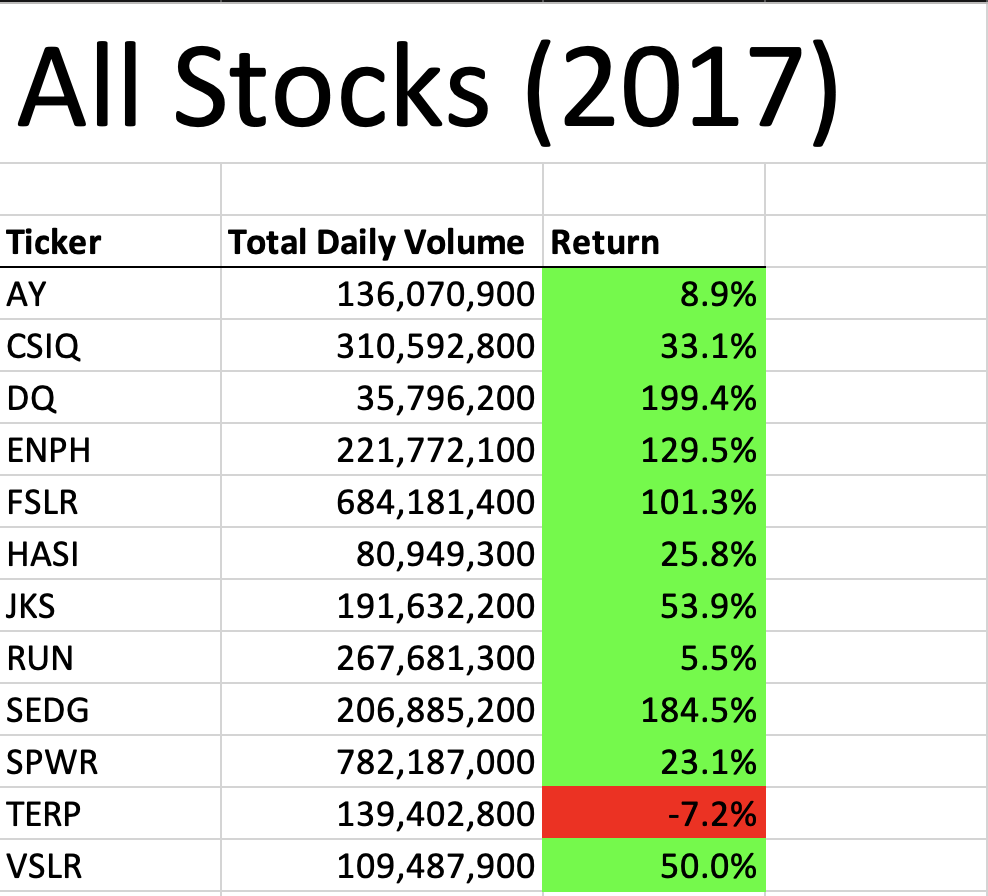 All Stocks (2017)
Ticker Total Daily Volume Return
AY 136,070,900 8.9%
CSIQ 310,592,800 33.1%
DQ 35,796,200 199.4%
ENPH 221,772,100 129.5%
FSLR 684,181,400 101.3%
HASI 80,949,300 25.8%
JKS 191,632,200 53.9%
RUN 267,681,300 5.5%
SEDG 206,885,200 184.5%
SPWR 782,187,000 23.1%
TERP 139,402,800 -7.2%
VSLR 109,487,900 50.0%